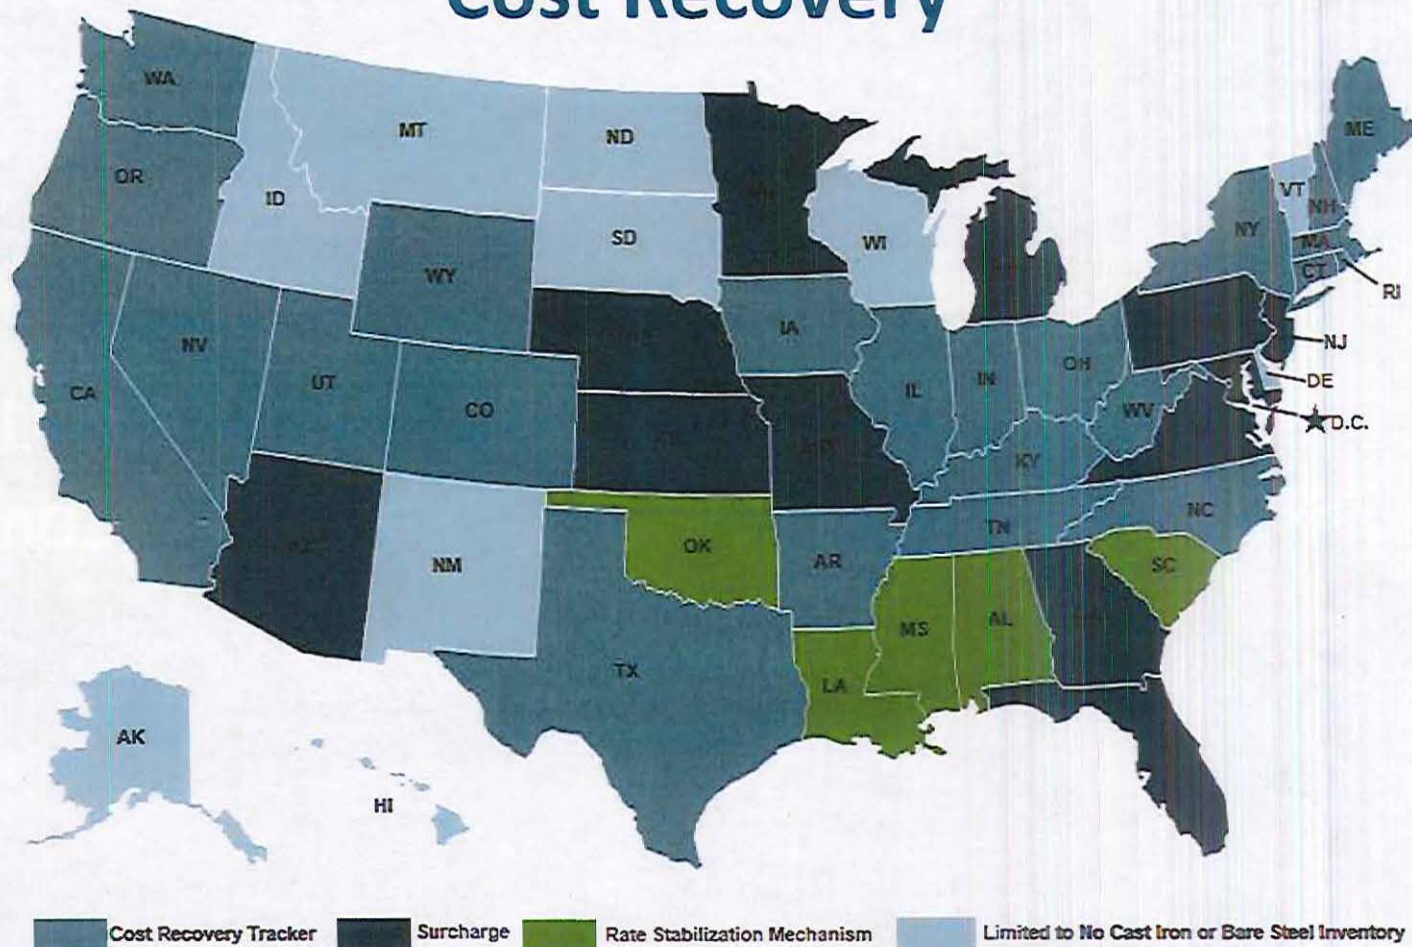 Cost Recovery
WA
MT
ND
ME
OR
ID
SD
WI
VT
NH
NY
MA
CT
RI
WY
IA
NV
UT
CO
CA
IL
IN
OH
NJ
DE
WV
D.C.
KY
NC
TN
NM
OK
AR
SC
MS
AL
TX
LA
AK
HI
Cost Recovery Tracker
Surcharge
Rate Stabilization Mechanism
Limited to No Cast Iron or Bare Steel Inventory